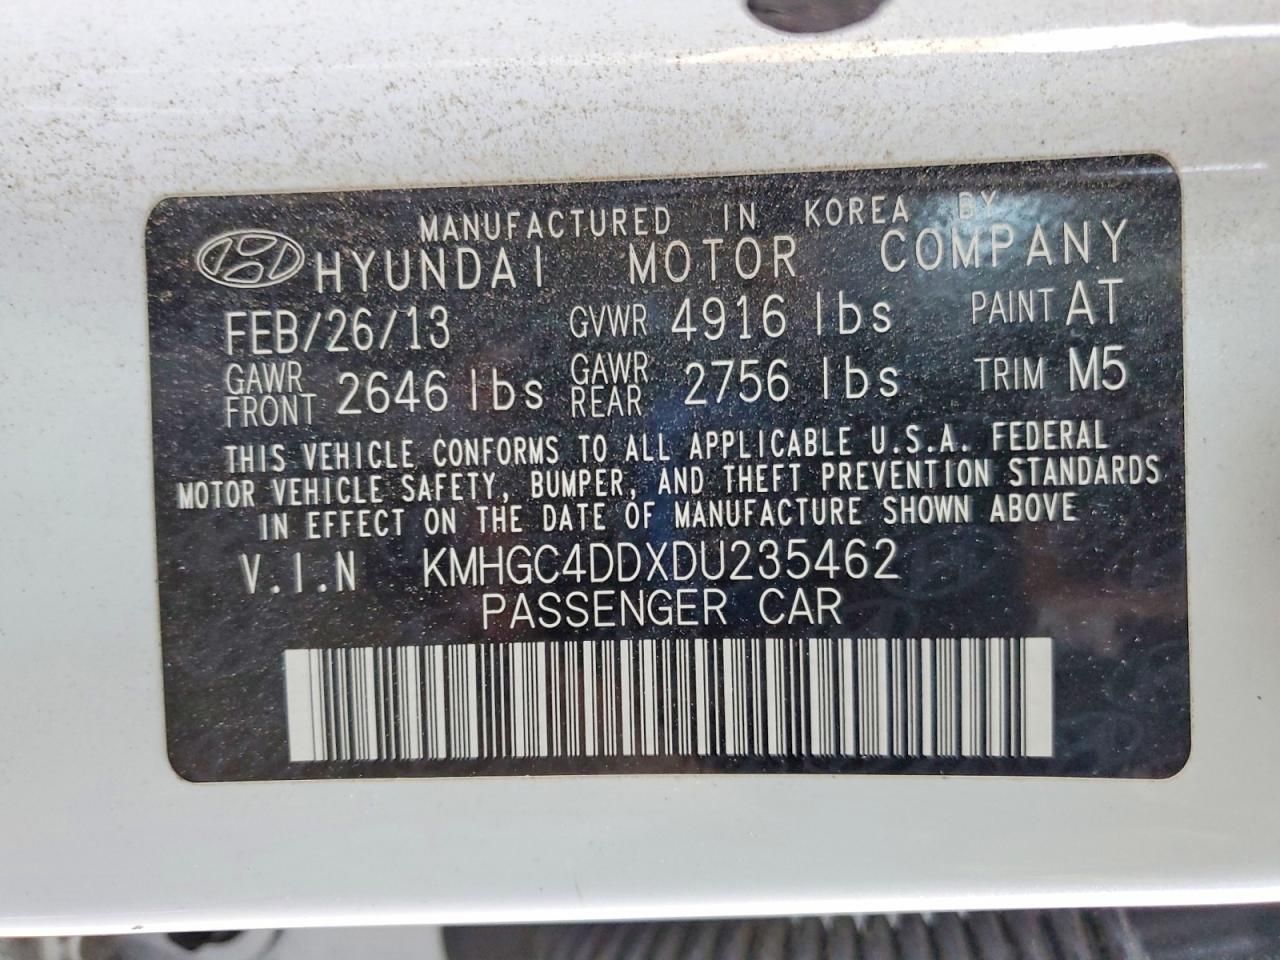 MANUFACTURED IN KOREA BY
HYUNDAI MOTOR COMPANY
FEB/26/13 GVWR 4916 lbs PAINT AT
GAWR FRONT 2646 lbs GAWR REAR 2756 lbs TRIM M5
THIS VEHICLE CONFORMS TO ALL APPLICABLE U.S.A. FEDERAL
MOTOR VEHICLE SAFETY, BUMPER, AND THEFT PREVENTION STANDARDS
IN EFFECT ON THE DATE OF MANUFACTURE SHOWN ABOVE
V.I.N KMHGC4DDXDU235462
PASSENGER CAR